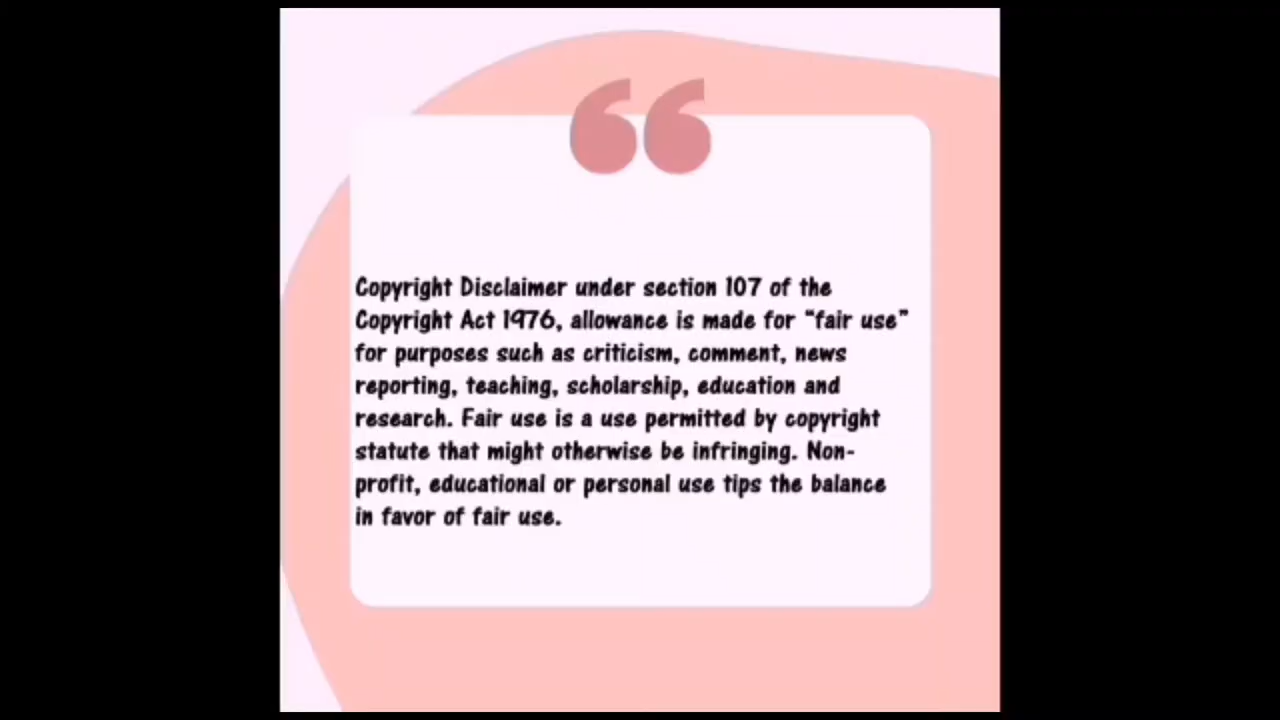 Copyright Disclaimer under section 107 of the
Copyright Act 1976, allowance is made for “fair use”
for purposes such as criticism, comment, news
reporting, teaching, scholarship, education and
research. Fair use is a use permitted by copyright
statute that might otherwise be infringing. Non-
profit, educational or personal use tips the balance
in favor of fair use.